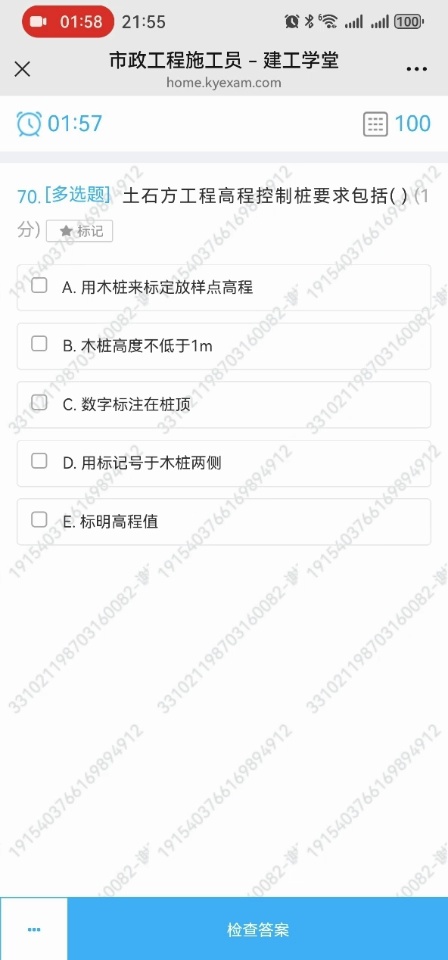 01:58 21:55 6 100
市政工程施工员 – 建工学堂
home.kyexam.com
01:57 100
70. [多选题] 土石方工程高程控制桩要求包括( ) (1
分) ★ 标记
A. 用木桩来标定放样点高程
B. 木桩高度不低于1m
C. 数字标注在桩顶
D. 用标记号于木桩两侧
E. 标明高程值
检查答案
331021198703160082-谢
1915403766169894912